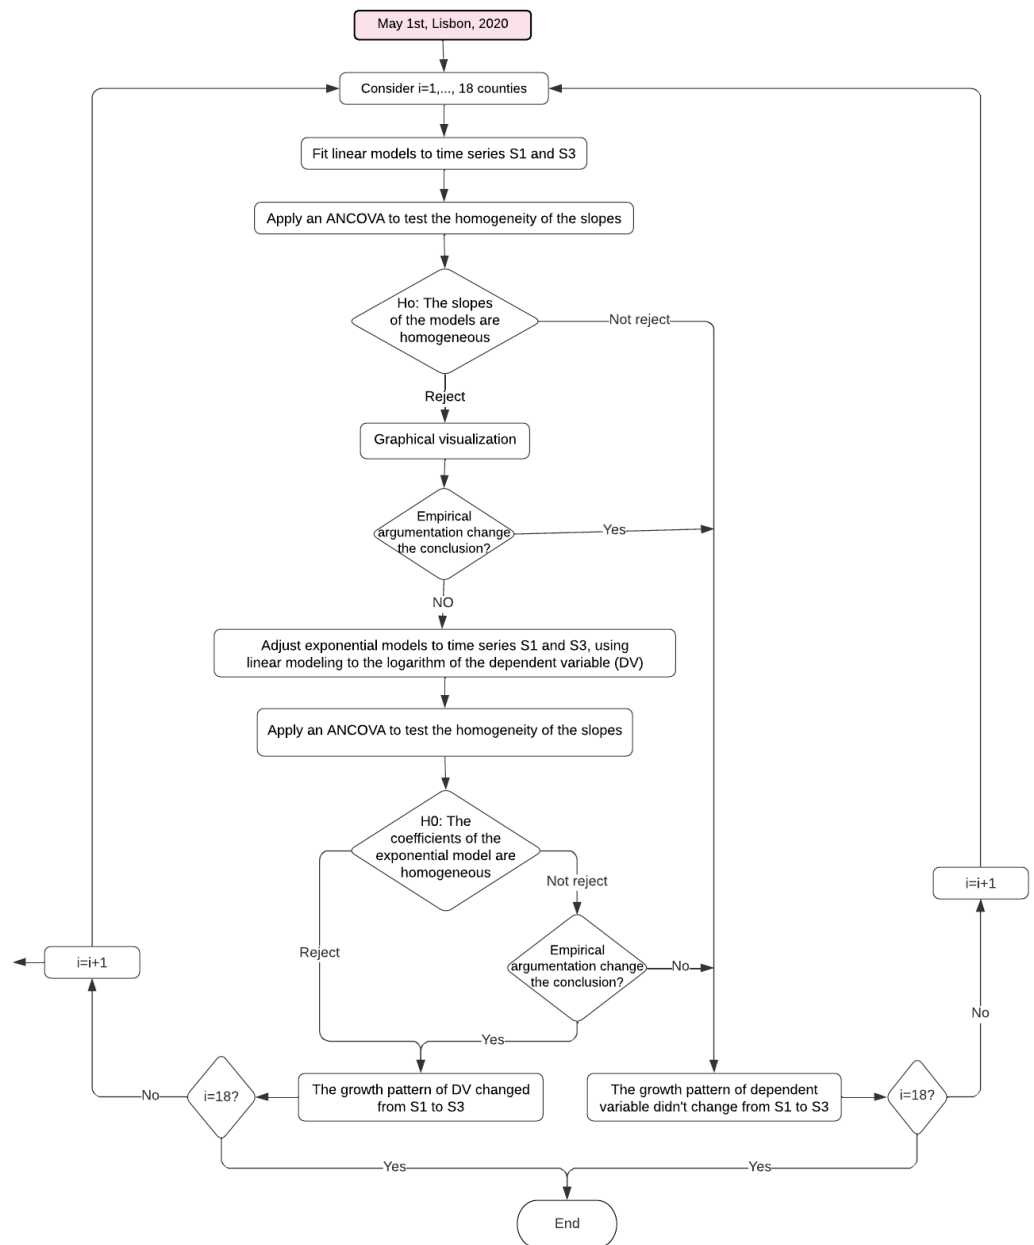 May 1st, Lisbon, 2020
Consider i=1,..., 18 counties
Fit linear models to time series S1 and S3
Apply an ANCOVA to test the homogeneity of the slopes
Ho: The slopes
of the models are
homogeneous
Not reject
Reject
Graphical visualization
Empirical
argumentation change
the conclusion?
Yes
NO
Adjust exponential models to time series S1 and S3, using
linear modeling to the logarithm of the dependent variable (DV)
Apply an ANCOVA to test the homogeneity of the slopes
H0: The
coefficients of the
exponential model are
homogeneous
Not reject
i=i+1
Reject
Empirical
argumentation change
the conclusion?
No
i=i+1
No
Yes
The growth pattern of DV changed
from S1 to S3
i=18?
No
The growth pattern of dependent
variable didn't change from S1 to S3
i=18?
Yes
Yes
End